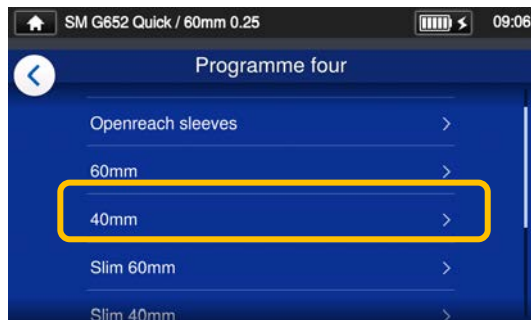 SM G652 Quick / 60mm 0.25 09:06
Programme four
Openreach sleeves
60mm
40mm
Slim 60mm
Slim 40mm